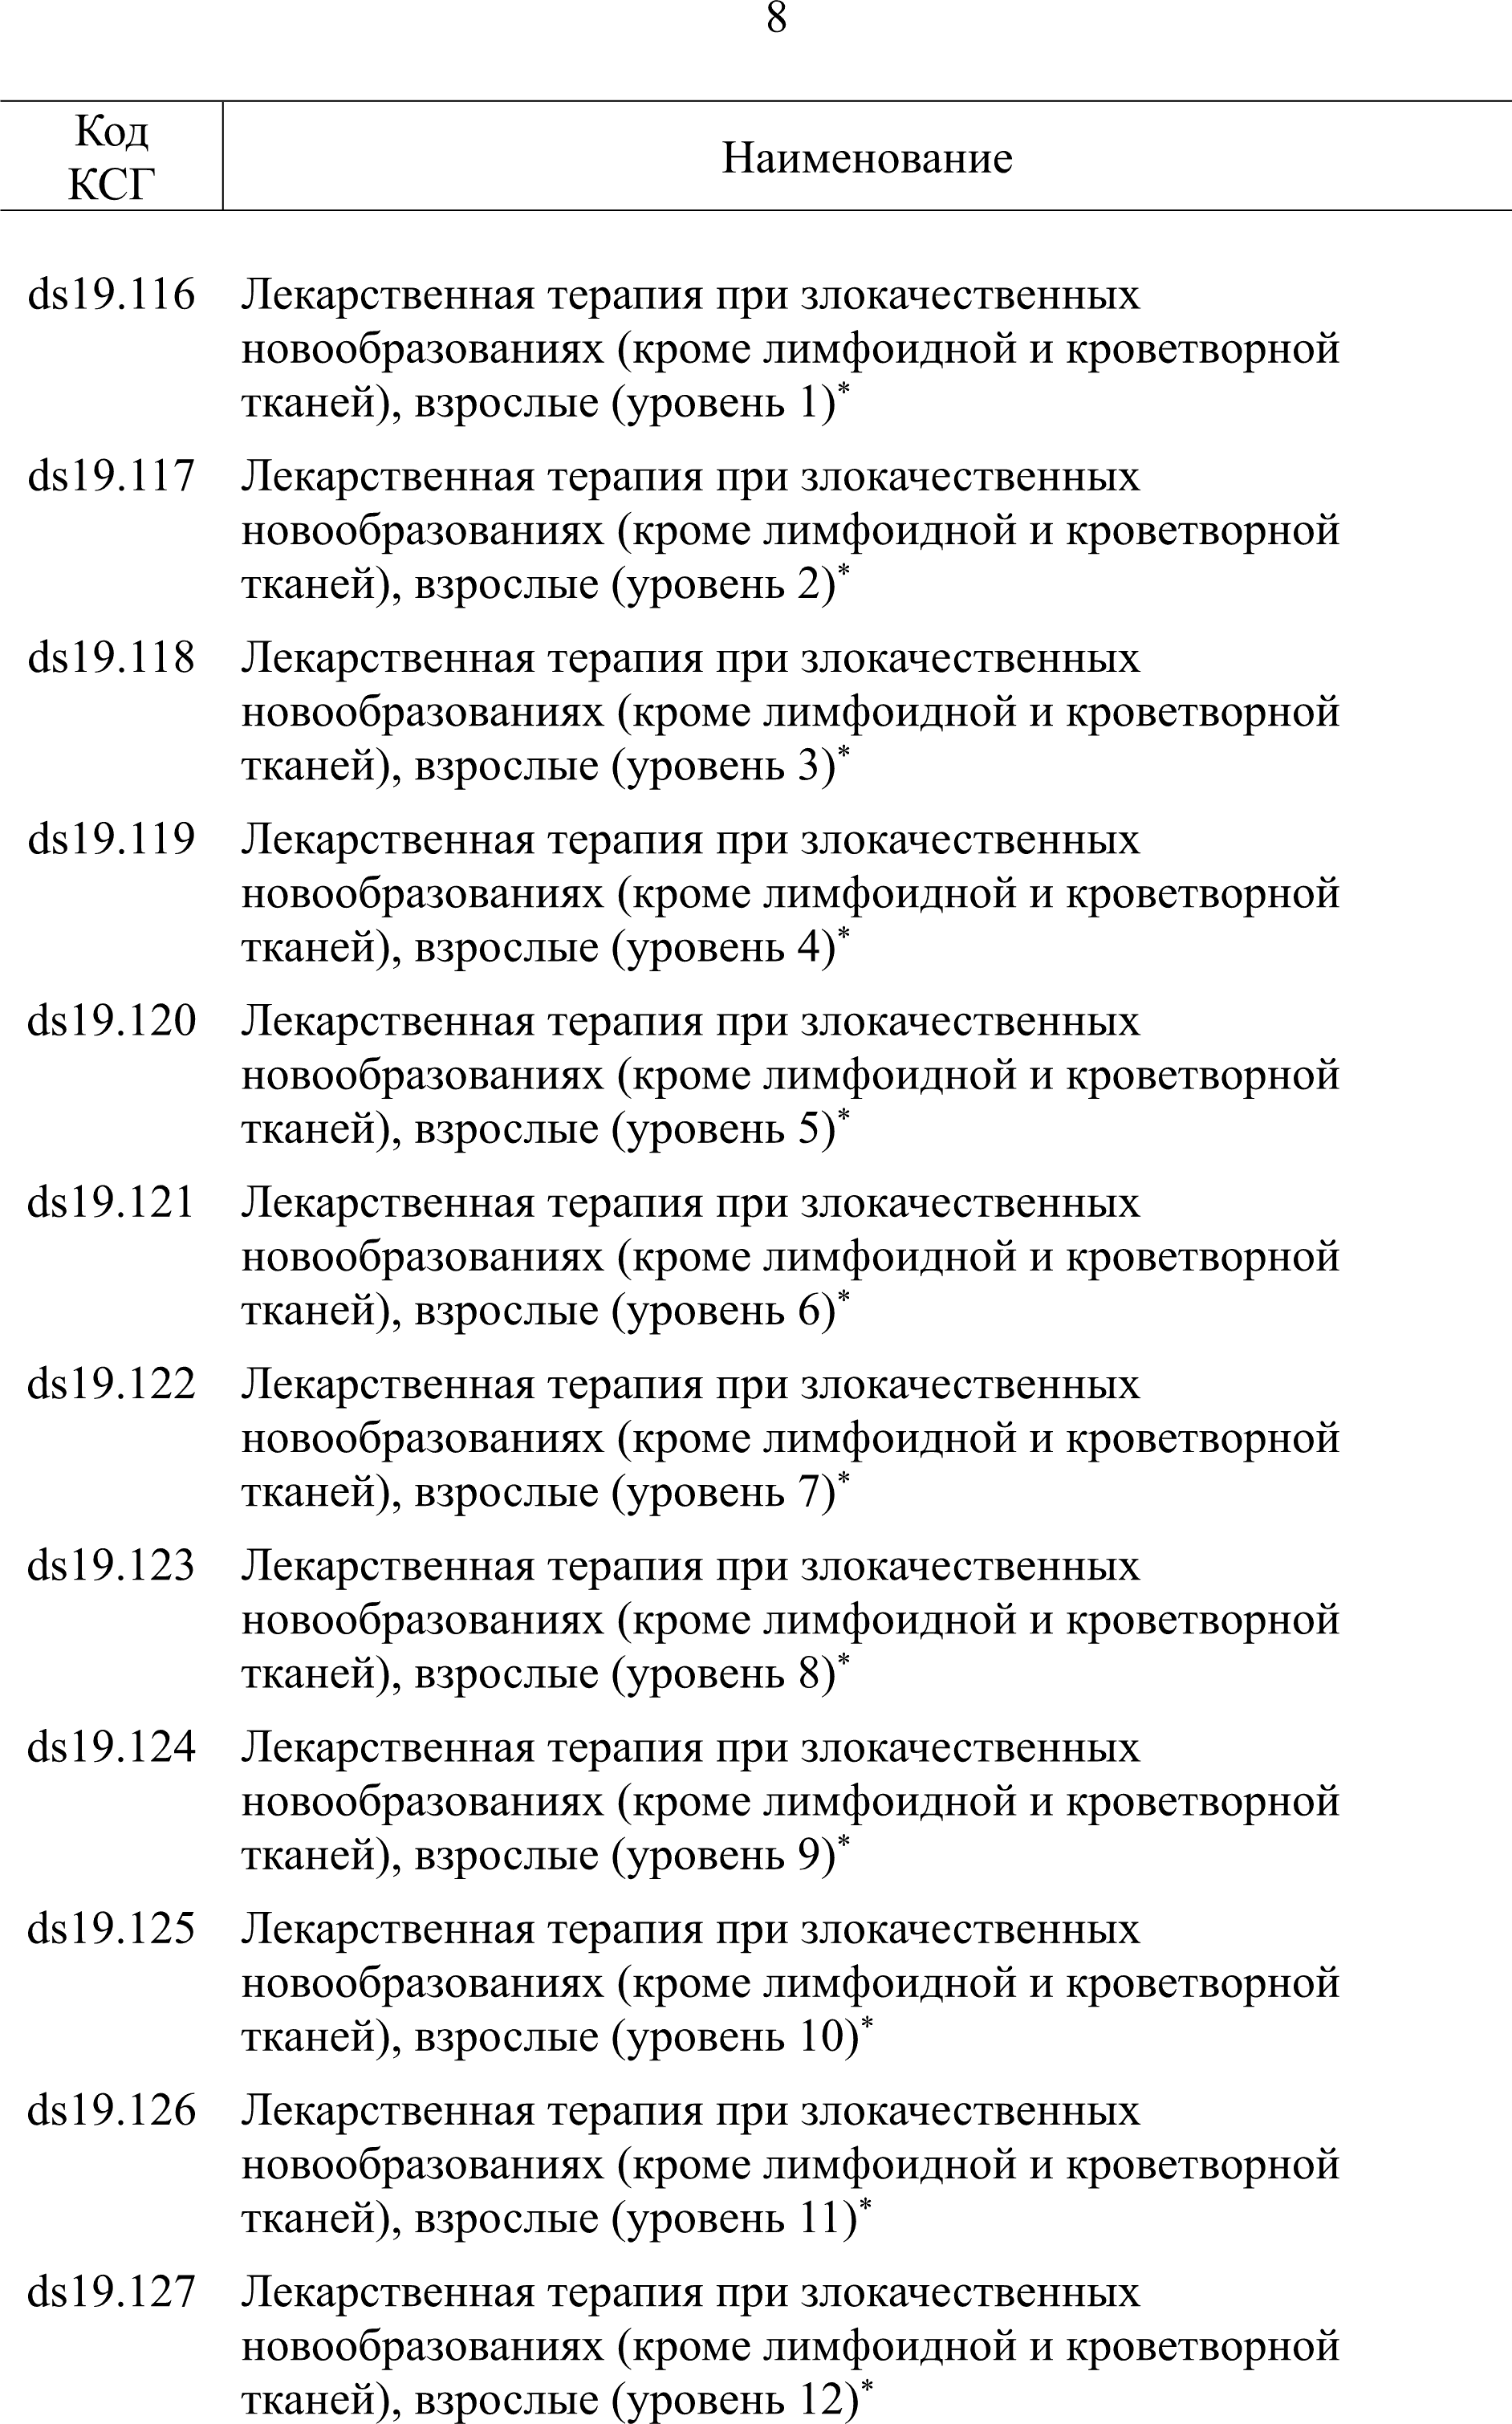 8
Код
КСГ
Наименование
ds19.116 Лекарственная терапия при злокачественных
новообразованиях (кроме лимфоидной и кроветворной
тканей), взрослые (уровень 1)*
ds19.117 Лекарственная терапия при злокачественных
новообразованиях (кроме лимфоидной и кроветворной
тканей), взрослые (уровень 2)*
ds19.118 Лекарственная терапия при злокачественных
новообразованиях (кроме лимфоидной и кроветворной
тканей), взрослые (уровень 3)*
ds19.119 Лекарственная терапия при злокачественных
новообразованиях (кроме лимфоидной и кроветворной
тканей), взрослые (уровень 4)*
ds19.120 Лекарственная терапия при злокачественных
новообразованиях (кроме лимфоидной и кроветворной
тканей), взрослые (уровень 5)*
ds19.121 Лекарственная терапия при злокачественных
новообразованиях (кроме лимфоидной и кроветворной
тканей), взрослые (уровень 6)*
ds19.122 Лекарственная терапия при злокачественных
новообразованиях (кроме лимфоидной и кроветворной
тканей), взрослые (уровень 7)*
ds19.123 Лекарственная терапия при злокачественных
новообразованиях (кроме лимфоидной и кроветворной
тканей), взрослые (уровень 8)*
ds19.124 Лекарственная терапия при злокачественных
новообразованиях (кроме лимфоидной и кроветворной
тканей), взрослые (уровень 9)*
ds19.125 Лекарственная терапия при злокачественных
новообразованиях (кроме лимфоидной и кроветворной
тканей), взрослые (уровень 10)*
ds19.126 Лекарственная терапия при злокачественных
новообразованиях (кроме лимфоидной и кроветворной
тканей), взрослые (уровень 11)*
ds19.127 Лекарственная терапия при злокачественных
новообразованиях (кроме лимфоидной и кроветворной
тканей), взрослые (уровень 12)*